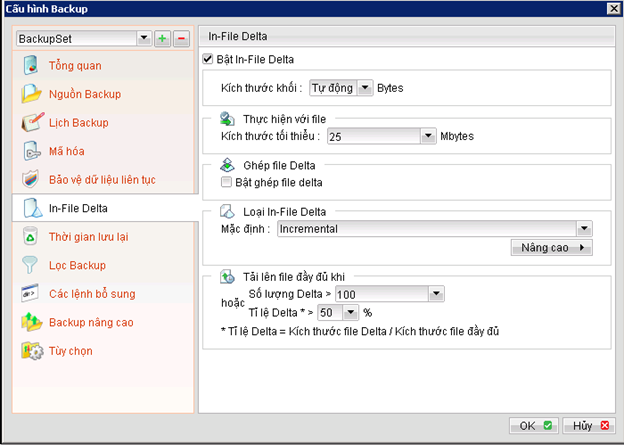 Cấu hình Backup
BackupSet
Tổng quan
Nguồn Backup
Lịch Backup
Mã hóa
Bảo vệ dữ liệu liên tục
In-File Delta
Thời gian lưu lại
Lọc Backup
Các lệnh bổ sung
Backup nâng cao
Tùy chọn
In-File Delta
Bật In-File Delta
Kích thước khối : Tự động Bytes
Thực hiện với file
Kích thước tối thiểu : 25 Mbytes
Ghép file Delta
Bật ghép file delta
Loại In-File Delta
Mặc định : Incremental
Nâng cao
Tải lên file đầy đủ khi
Số lượng Delta > 100
hoặc
Tỉ lệ Delta * > 50 %
* Tỉ lệ Delta = Kích thước file Delta / Kích thước file đầy đủ
OK Hủy